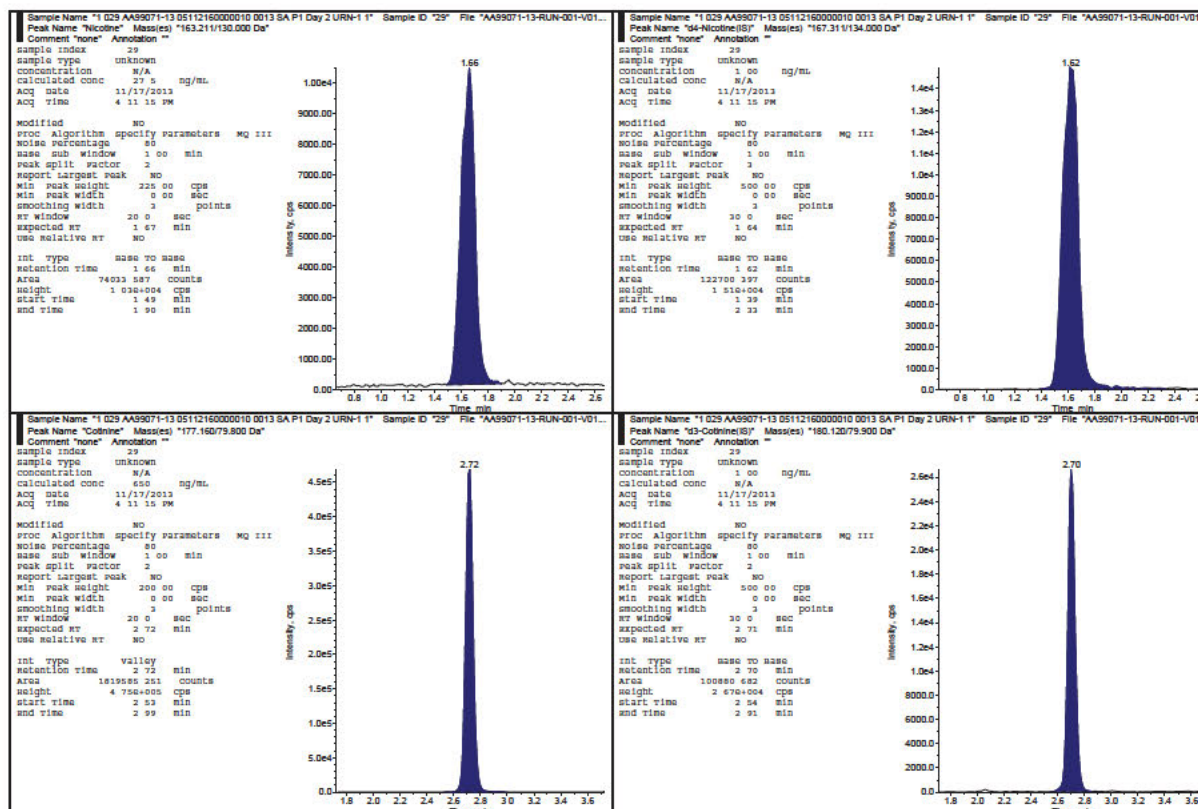 Sample Name "1 029 AA99071-13 05112160000010 0013 SA P1 Day 2 URN-1 1" Sample ID "29" File "AA99071-13-RUN-001-V01...
Peak Name "Nicotine" Mass(es) "163.211/130.000 Da"
Comment "none" Annotation ""
Sample Index 29
Sample Type Unknown
Concentration N/A
Calculated Conc 27 5 ng/mL
Acq Date 11/17/2013
Acq Time 4 11 15 PM
Modified NO
Proc Algorithm Specify Parameters MQ III
Noise Percentage 80
Base Sub Window 1 00 min
Peak Split Factor 2
Report Largest Peak NO
Min Peak Height 225 00 cps
Min Peak Width 0 00 sec
Smoothing Width 3 points
RT Window 20 0 sec
Expected RT 1 67 min
Use Relative RT NO
Int Type Base To Base
Retention Time 1 66 min
Area 74033 587 counts
Height 1 03e+004 cps
Start Time 1 49 min
End Time 1 90 min
1.66
1.00e4
9000.00
8000.00
7000.00
6000.00
5000.00
4000.00
3000.00
2000.00
1000.00
0.00
Intensity, cps
0.8 1.0 1.2 1.4 1.6 1.8 2.0 2.2 2.4 2.6
Time, min
Sample Name "1 029 AA99071-13 05112160000010 0013 SA P1 Day 2 URN-1 1" Sample ID "29" File "AA99071-13-RUN-001-V01...
Peak Name "d4-Nicotine(IS)" Mass(es) "167.311/134.000 Da"
Comment "none" Annotation ""
Sample Index 29
Sample Type Unknown
Concentration 1 00 ng/mL
Calculated Conc N/A
Acq Date 11/17/2013
Acq Time 4 11 15 PM
Modified NO
Proc Algorithm Specify Parameters MQ III
Noise Percentage 80
Base Sub Window 1 00 min
Peak Split Factor 3
Report Largest Peak NO
Min Peak Height 500 00 cps
Min Peak Width 0 00 sec
Smoothing Width 3 points
RT Window 30 0 sec
Expected RT 1 64 min
Use Relative RT NO
Int Type Base To Base
Retention Time 1 62 min
Area 122700 397 counts
Height 1 51e+004 cps
Start Time 1 39 min
End Time 2 33 min
1.62
1.4e4
1.3e4
1.2e4
1.1e4
1.0e4
9000.0
8000.0
7000.0
6000.0
5000.0
4000.0
3000.0
2000.0
1000.0
0.0
Intensity, cps
0 8 1.0 1.2 1.4 1.6 1.8 2.0 2.2 2.4 2.6
Time, min
Sample Name "1 029 AA99071-13 05112160000010 0013 SA P1 Day 2 URN-1 1" Sample ID "29" File "AA99071-13-RUN-001-V01...
Peak Name "Cotinine" Mass(es) "177.160/79.800 Da"
Comment "none" Annotation ""
Sample Index 29
Sample Type Unknown
Concentration N/A
Calculated Conc 650 ng/mL
Acq Date 11/17/2013
Acq Time 4 11 15 PM
Modified NO
Proc Algorithm Specify Parameters MQ III
Noise Percentage 80
Base Sub Window 1 00 min
Peak Split Factor 2
Report Largest Peak NO
Min Peak Height 200 00 cps
Min Peak Width 0 00 sec
Smoothing Width 3 points
RT Window 20 0 sec
Expected RT 2 72 min
Use Relative RT NO
Int Type Valley
Retention Time 2 72 min
Area 1819585 251 counts
Height 4 75e+005 cps
Start Time 2 53 min
End Time 2 99 min
2.72
4.5e5
4.0e5
3.5e5
3.0e5
2.5e5
2.0e5
1.5e5
1.0e5
5.0e4
0.0
Intensity, cps
1.8 2.0 2.2 2.4 2.6 2.8 3.0 3.2 3.4 3.6
Sample Name "1 029 AA99071-13 05112160000010 0013 SA P1 Day 2 URN-1 1" Sample ID "29" File "AA99071-13-RUN-001-V01...
Peak Name "d3-Cotinine(IS)" Mass(es) "180.120/79.900 Da"
Comment "none" Annotation ""
Sample Index 29
Sample Type Unknown
Concentration 1 00 ng/mL
Calculated Conc N/A
Acq Date 11/17/2013
Acq Time 4 11 15 PM
Modified NO
Proc Algorithm Specify Parameters MQ III
Noise Percentage 80
Base Sub Window 1 00 min
Peak Split Factor 2
Report Largest Peak NO
Min Peak Height 500 00 cps
Min Peak Width 0 00 sec
Smoothing Width 3 points
RT Window 30 0 sec
Expected RT 2 71 min
Use Relative RT NO
Int Type Base To Base
Retention Time 2 70 min
Area 100880 682 counts
Height 2 67e+004 cps
Start Time 2 54 min
End Time 2 91 min
2.70
2.6e4
2.4e4
2.2e4
2.0e4
1.8e4
1.6e4
1.4e4
1.2e4
1.0e4
8000.0
6000.0
4000.0
2000.0
0.0
Intensity, cps
1.8 2.0 2.2 2.4 2.6 2.8 3.0 3.2 3.4 3.6